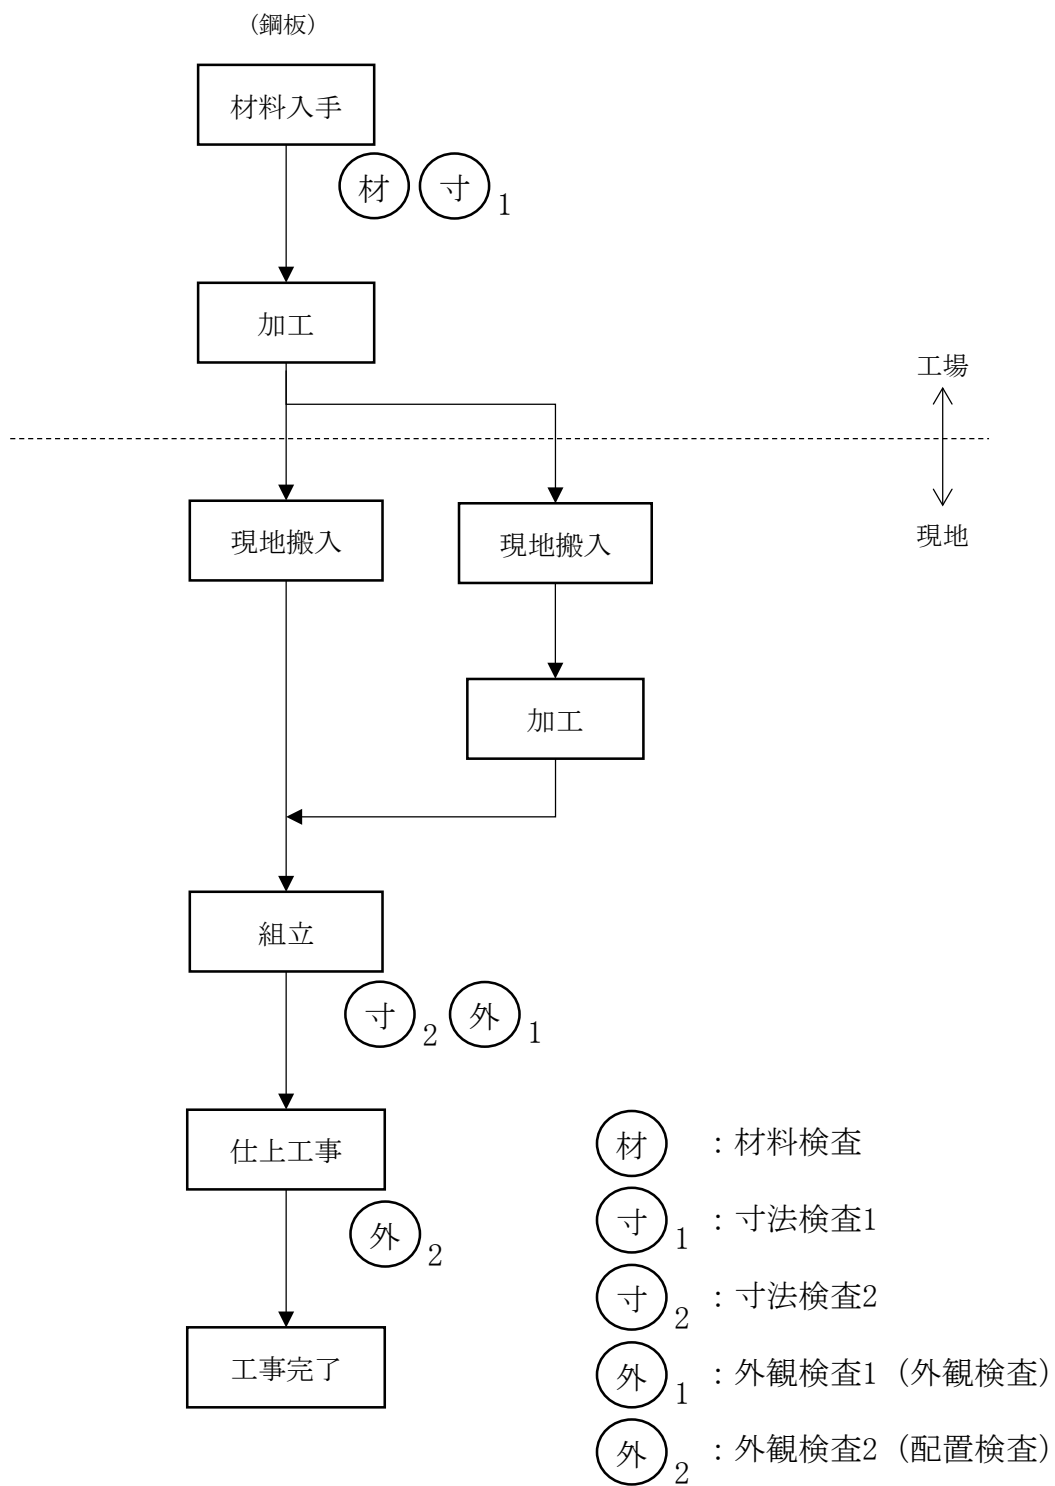 （鋼板）
材料入手
材 寸 1
加工
工場
現地
現地搬入
現地搬入
加工
組立
寸 2 外 1
仕上工事
外 2
工事完了
材 ：材料検査
寸 1 ：寸法検査1
寸 2 ：寸法検査2
外 1 ：外観検査1（外観検査）
外 2 ：外観検査2（配置検査）